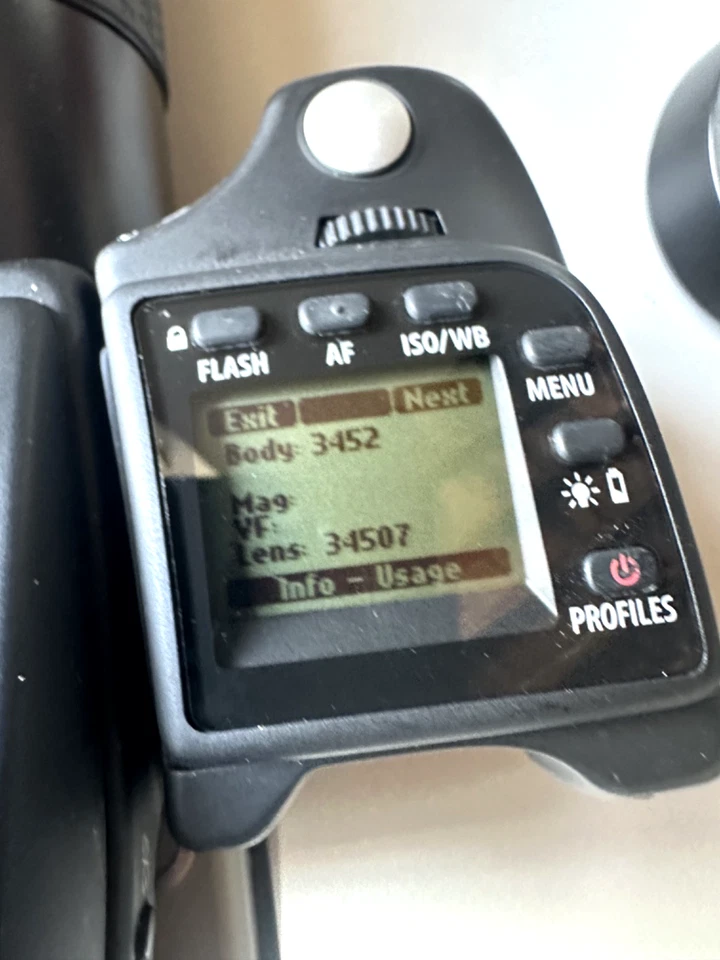 FLASH AF ISO/WB
MENU
Exit Next
Body: 3452
Mag:
VF:
Lens: 34507
Info - Usage
PROFILES